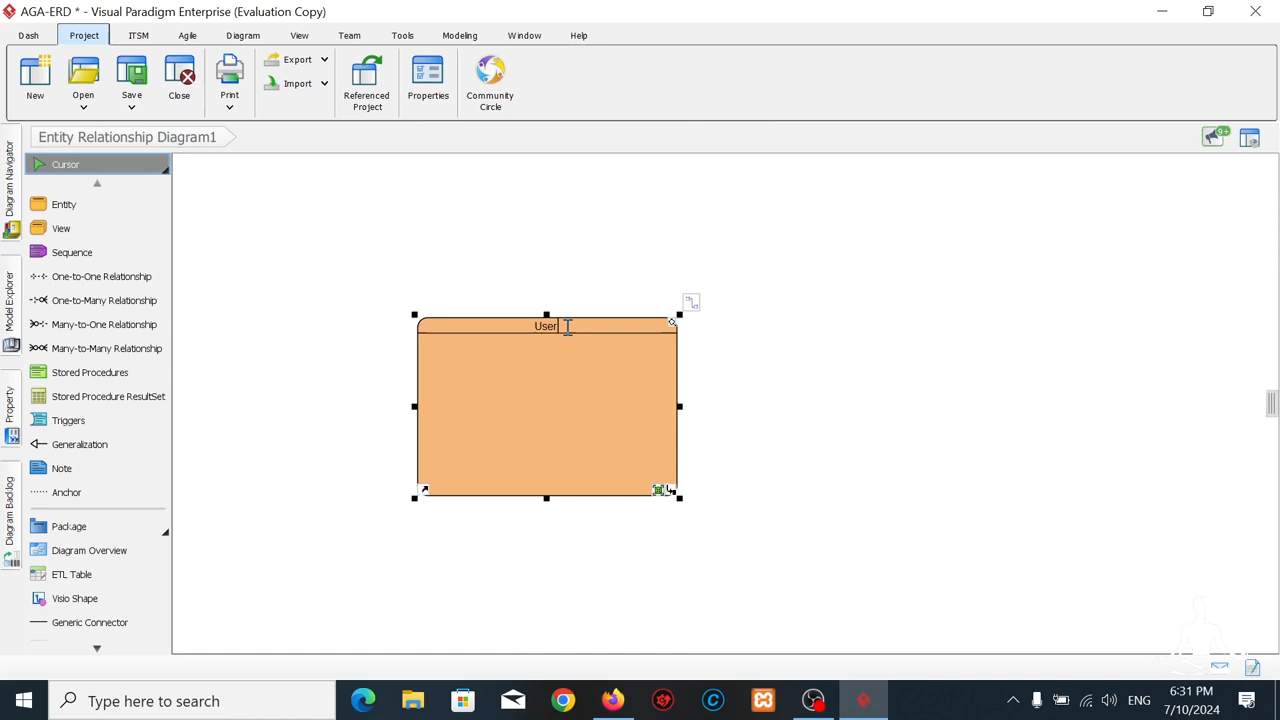 AGA-ERD * - Visual Paradigm Enterprise (Evaluation Copy)
Dash Project ITSM Agile Diagram View Team Tools Modeling Window Help
New Open Save Close Print Export Import Referenced Project Properties Community Circle
Entity Relationship Diagram1
9+
Diagram Navigator
Model Explorer
Property
Diagram Backlog
Cursor
Entity
View
Sequence
One-to-One Relationship
One-to-Many Relationship
Many-to-One Relationship
Many-to-Many Relationship
Stored Procedures
Stored Procedure ResultSet
Triggers
Generalization
Note
Anchor
Package
Diagram Overview
ETL Table
Visio Shape
Generic Connector
User
Type here to search
ENG
6:31 PM
7/10/2024